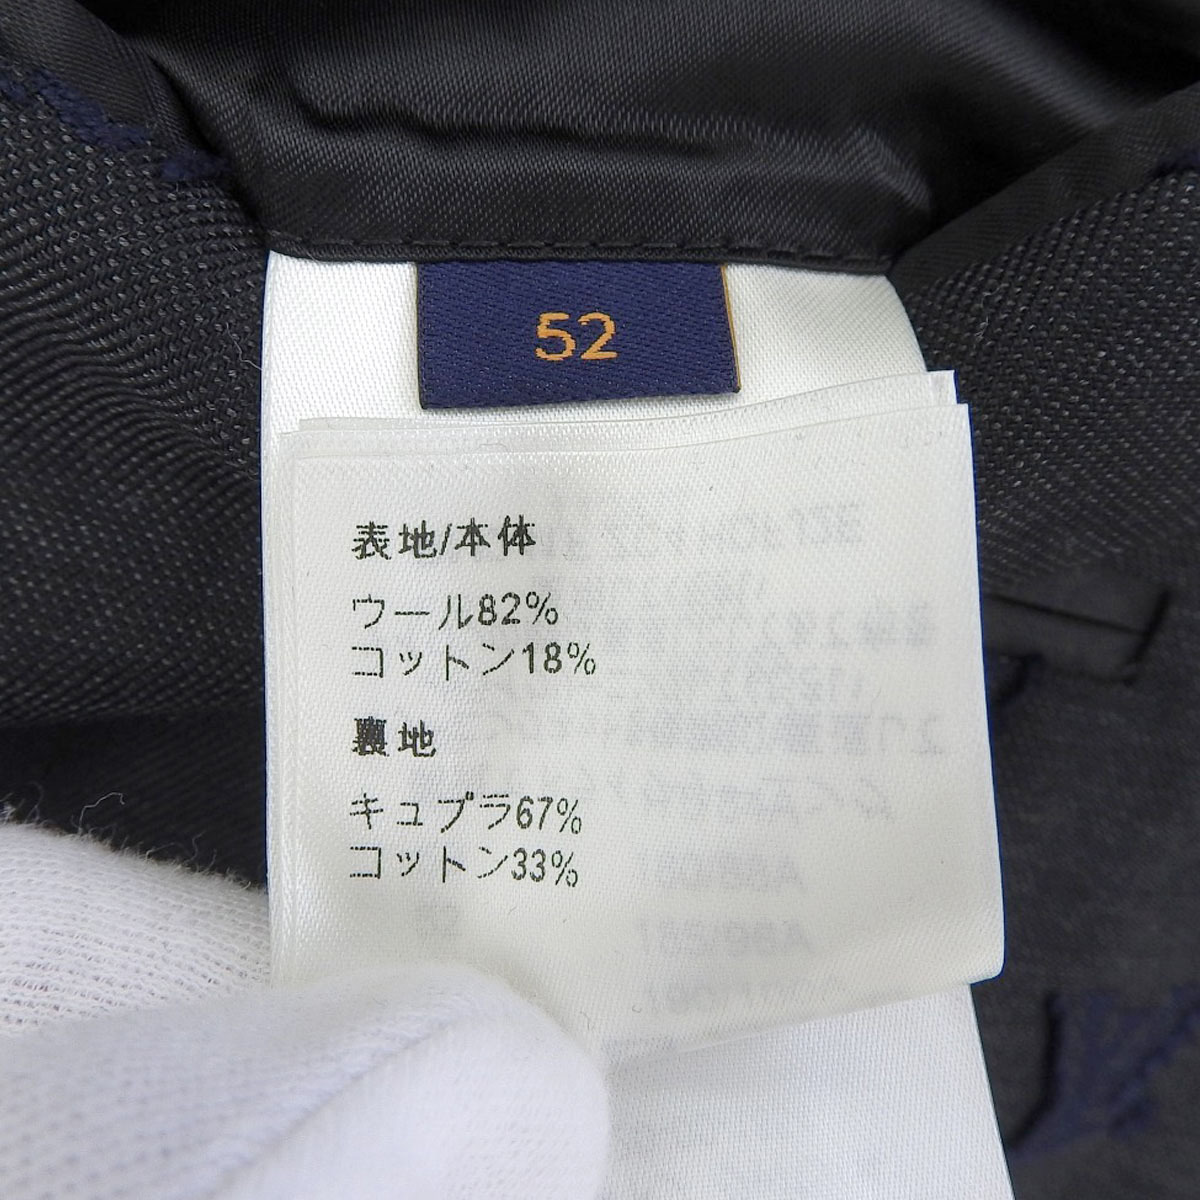 52
表地/本体
ウール82%
コットン18%
裏地
キュプラ67%
コットン33%